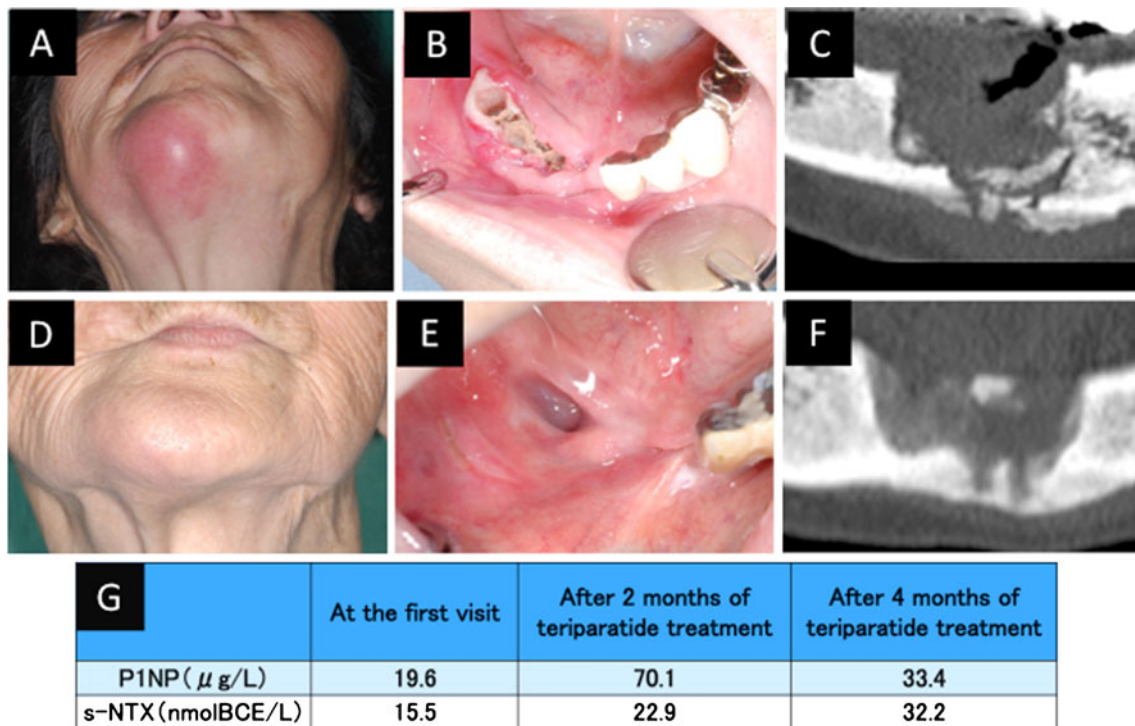 A
B
C
D
E
F
G
At the first visit
After 2 months of
teriparatide treatment
After 4 months of
teriparatide treatment
P1NP(μg/L)
19.6
70.1
33.4
s-NTX(nmolBCE/L)
15.5
22.9
32.2